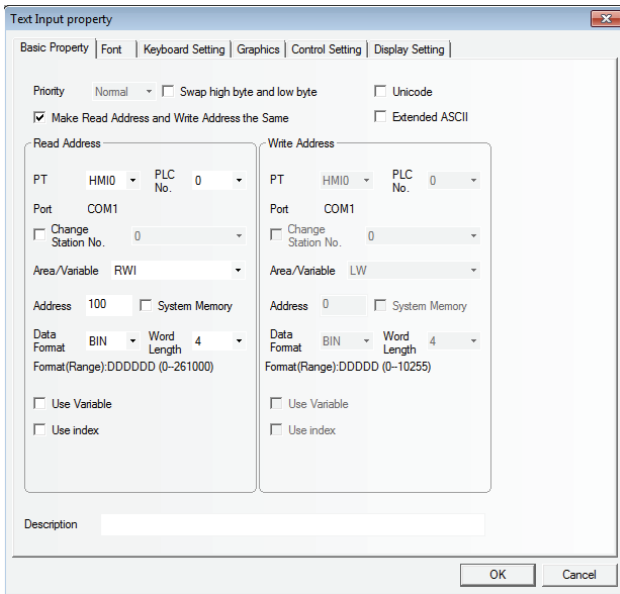 Text Input property
Basic Property Font Keyboard Setting Graphics Control Setting Display Setting
Priority Normal Swap high byte and low byte Unicode
Make Read Address and Write Address the Same Extended ASCII
Read Address
PT HMI0 PLC No. 0
Port COM1
Change Station No. 0
Area/Variable RWI
Address 100 System Memory
Data Format BIN Word Length 4
Format(Range):DDDDDD (0--261000)
Use Variable
Use index
Write Address
PT HMI0 PLC No. 0
Port COM1
Change Station No. 0
Area/Variable LW
Address 0 System Memory
Data Format BIN Word Length 4
Format(Range):DDDDD (0--10255)
Use Variable
Use index
Description
OK Cancel